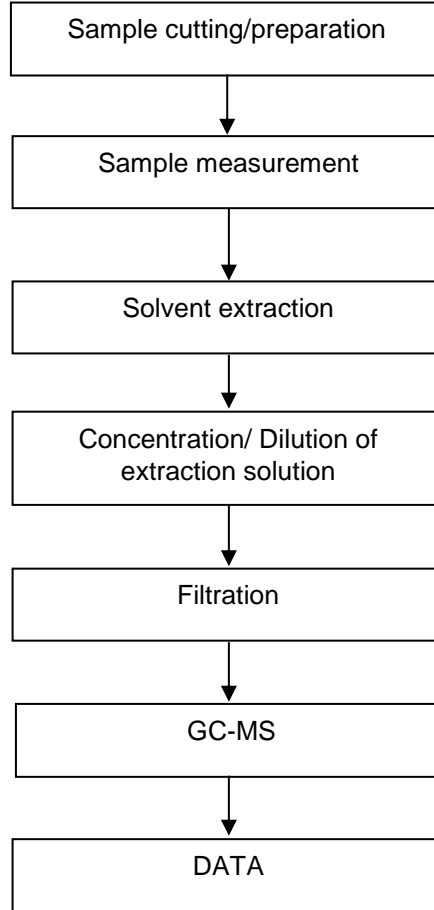 Sample cutting/preparation
Sample measurement
Solvent extraction
Concentration/ Dilution of
extraction solution
Filtration
GC-MS
DATA